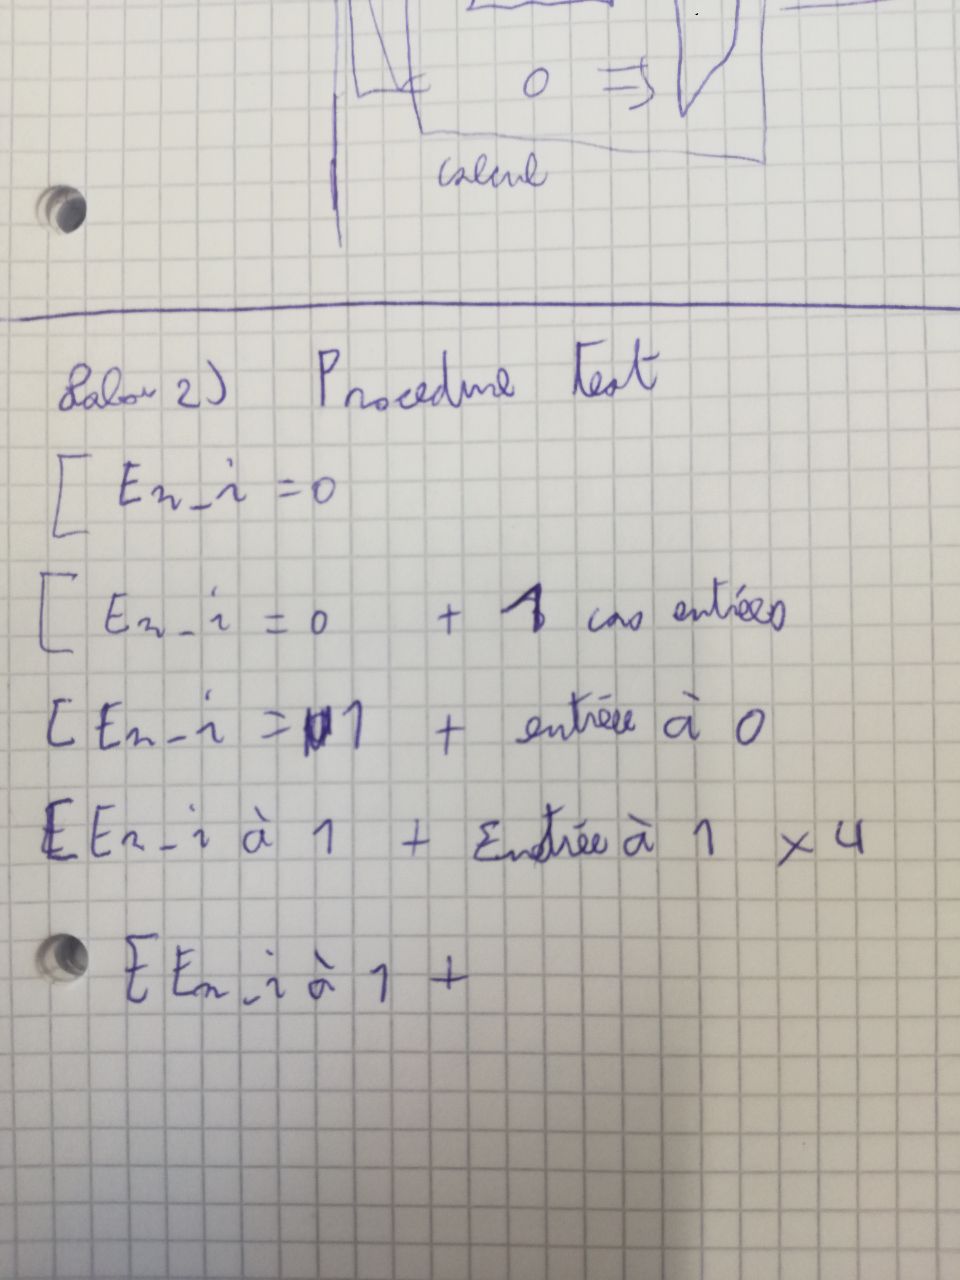 0 =>
calcul
Labo 2) Procedure Test
[ En_i = 0
[ En_i = 0 + 1 cas entrées
[ En_i = 1 + entrée à 0
[ En_i à 1 + Entrée à 1 x 4
[ En_i à 1 +